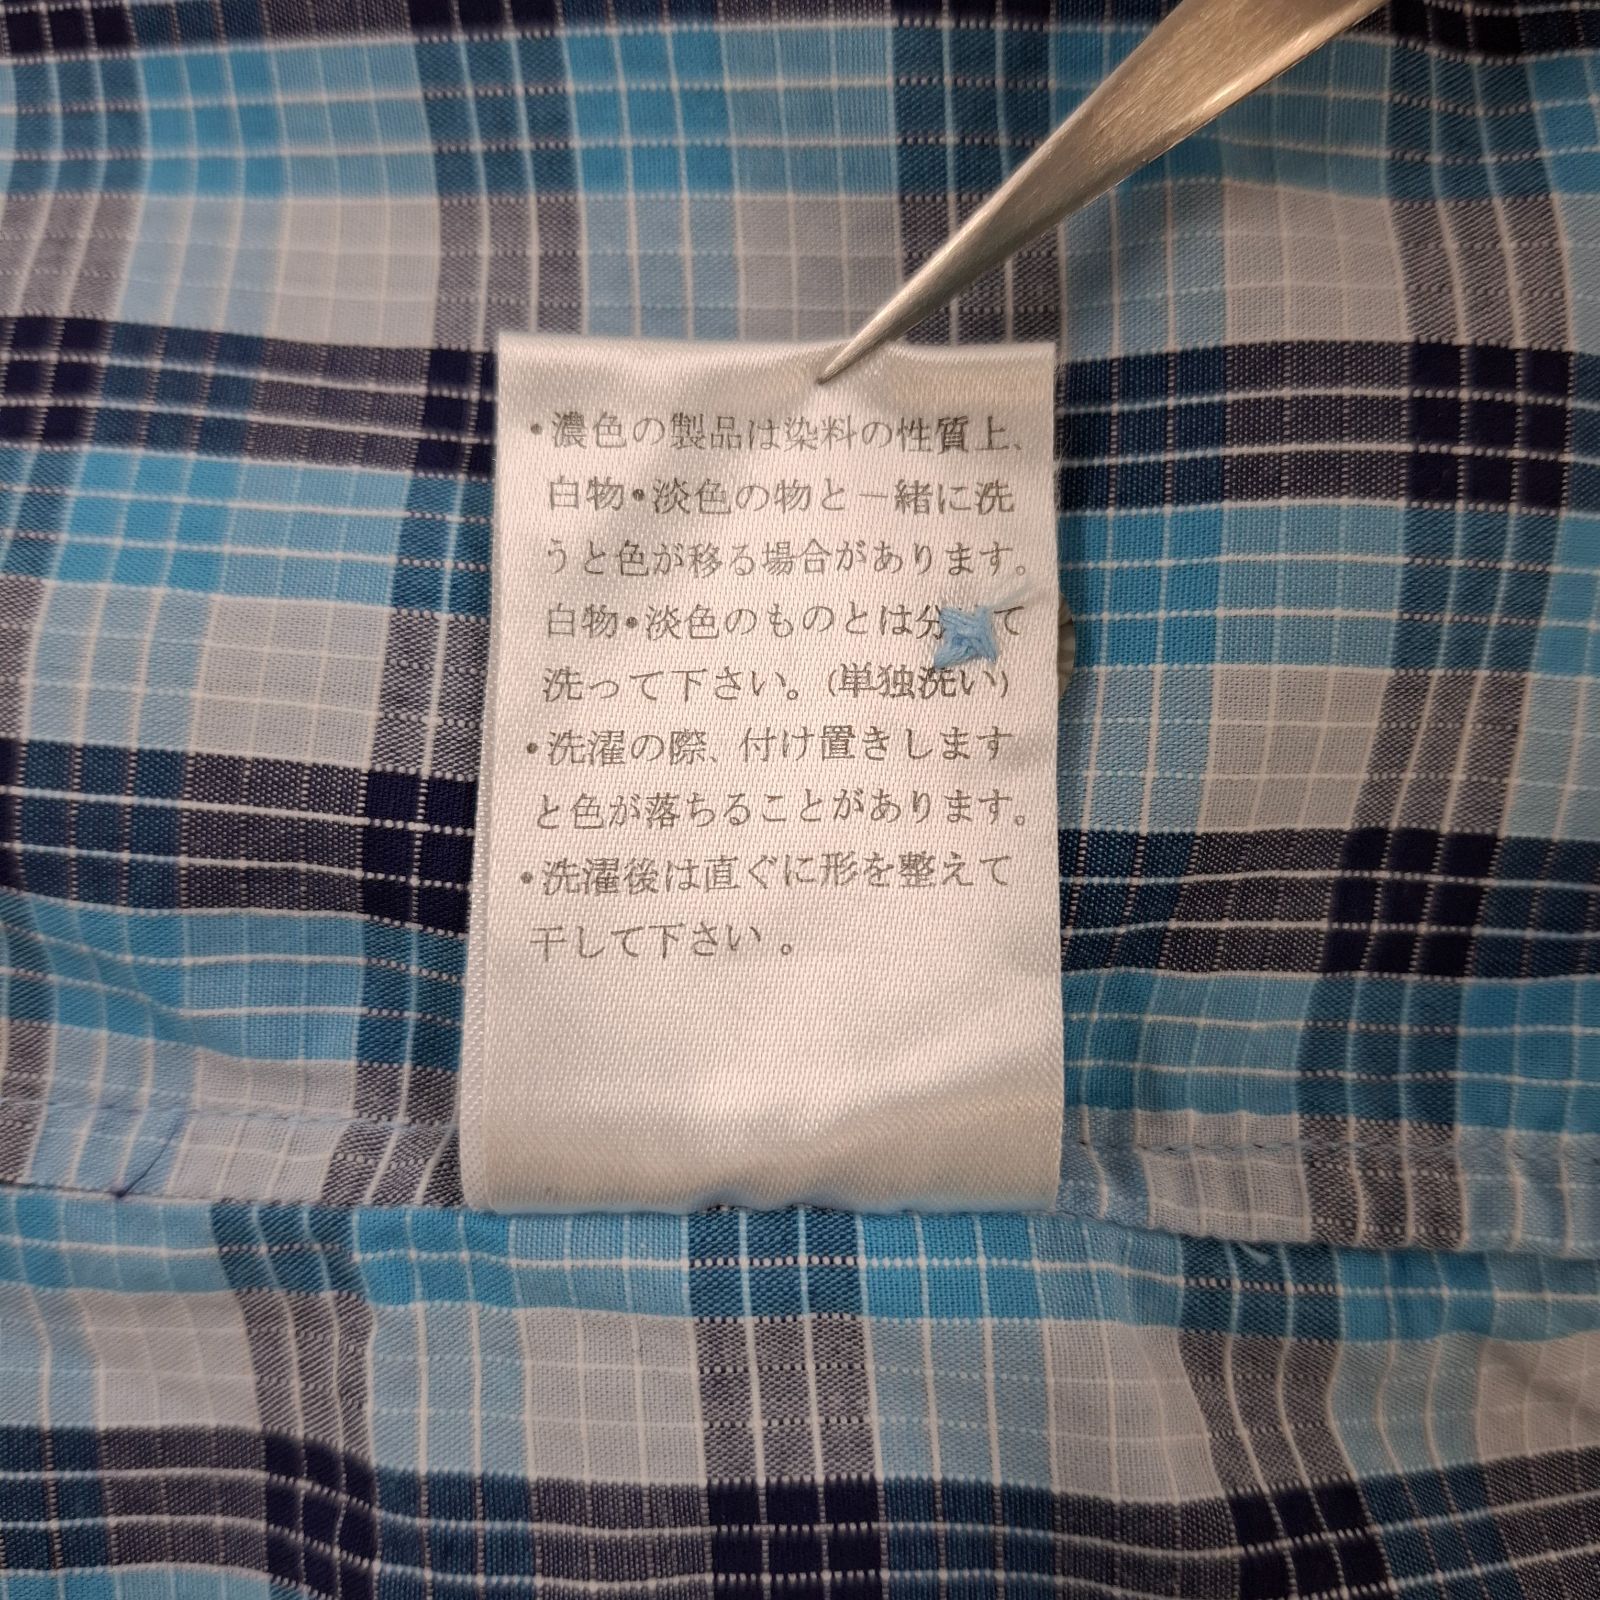 ・濃色の製品は染料の性質上、
白物・淡色の物と一緒に洗
うと色が移る場合があります。
白物・淡色のものとは分 て
洗って下さい。(単独洗い)
・洗濯の際、付け置きします
と色が落ちることがあります。
・洗濯後は直ぐに形を整えて
干して下さい。